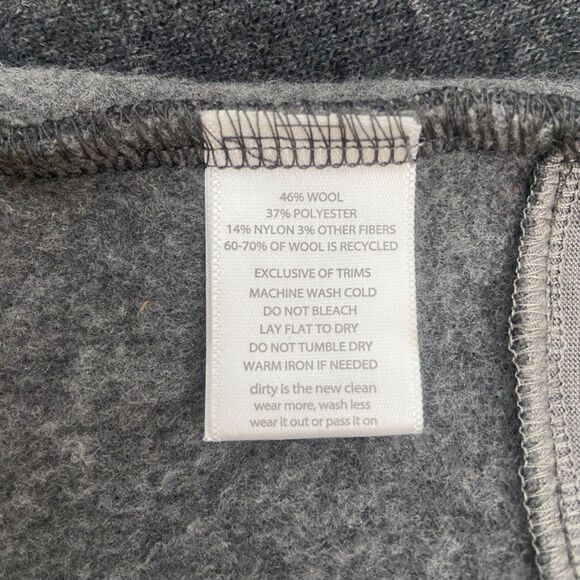 46% WOOL
37% POLYESTER
14% NYLON 3% OTHER FIBERS
60-70% OF WOOL IS RECYCLED
EXCLUSIVE OF TRIMS
MACHINE WASH COLD
DO NOT BLEACH
LAY FLAT TO DRY
DO NOT TUMBLE DRY
WARM IRON IF NEEDED
dirty is the new clean
wear more, wash less
wear it out or pass it on